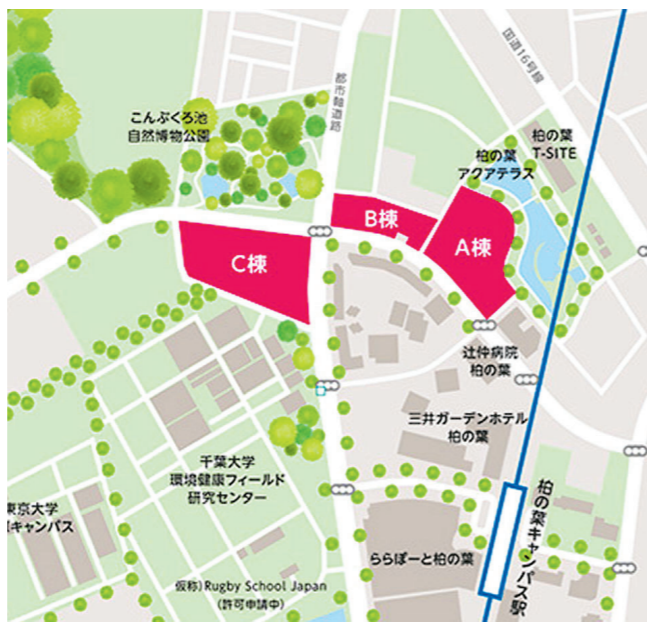 国道16号線
都市軸道路
こんぶくろ池
自然博物公園
柏の葉
T-SITE
柏の葉
アクアテラス
B棟
A棟
C棟
辻仲病院
柏の葉
三井ガーデンホテル
柏の葉
千葉大学
環境健康フィールド
研究センター
東京大学
キャンパス
柏の葉キャンパス駅
ららぽーと柏の葉
仮称)Rugby School Japan
(許可申請中)